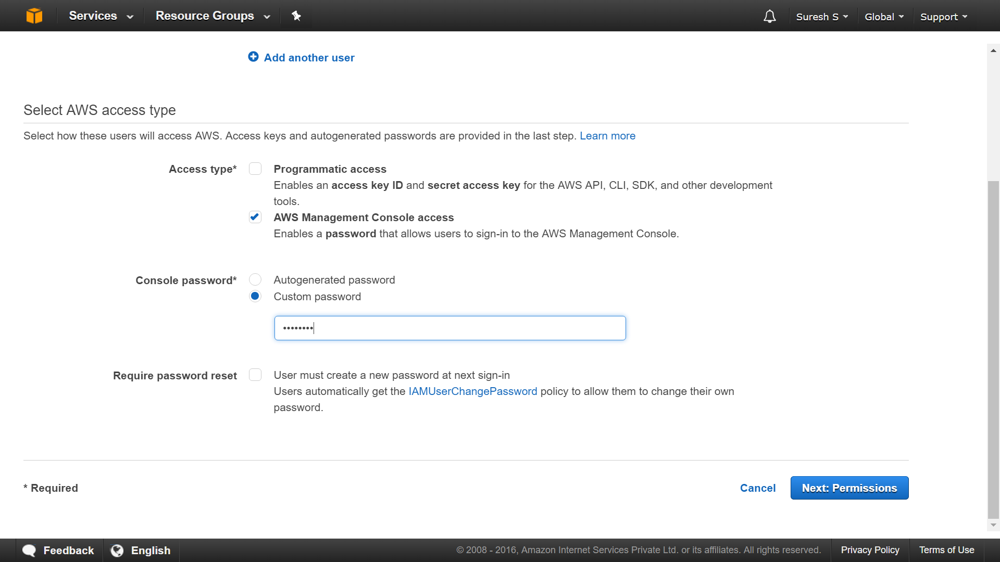 Services Resource Groups Suresh S Global Support
Add another user
Select AWS access type
Select how these users will access AWS. Access keys and autogenerated passwords are provided in the last step. Learn more
Access type* Programmatic access
Enables an access key ID and secret access key for the AWS API, CLI, SDK, and other development
tools.
AWS Management Console access
Enables a password that allows users to sign-in to the AWS Management Console.
Console password* Autogenerated password
Custom password
••••••••
Require password reset User must create a new password at next sign-in
Users automatically get the IAMUserChangePassword policy to allow them to change their own
password.
* Required Cancel Next: Permissions
Feedback English © 2008 - 2016, Amazon Internet Services Private Ltd. or its affiliates. All rights reserved. Privacy Policy Terms of Use